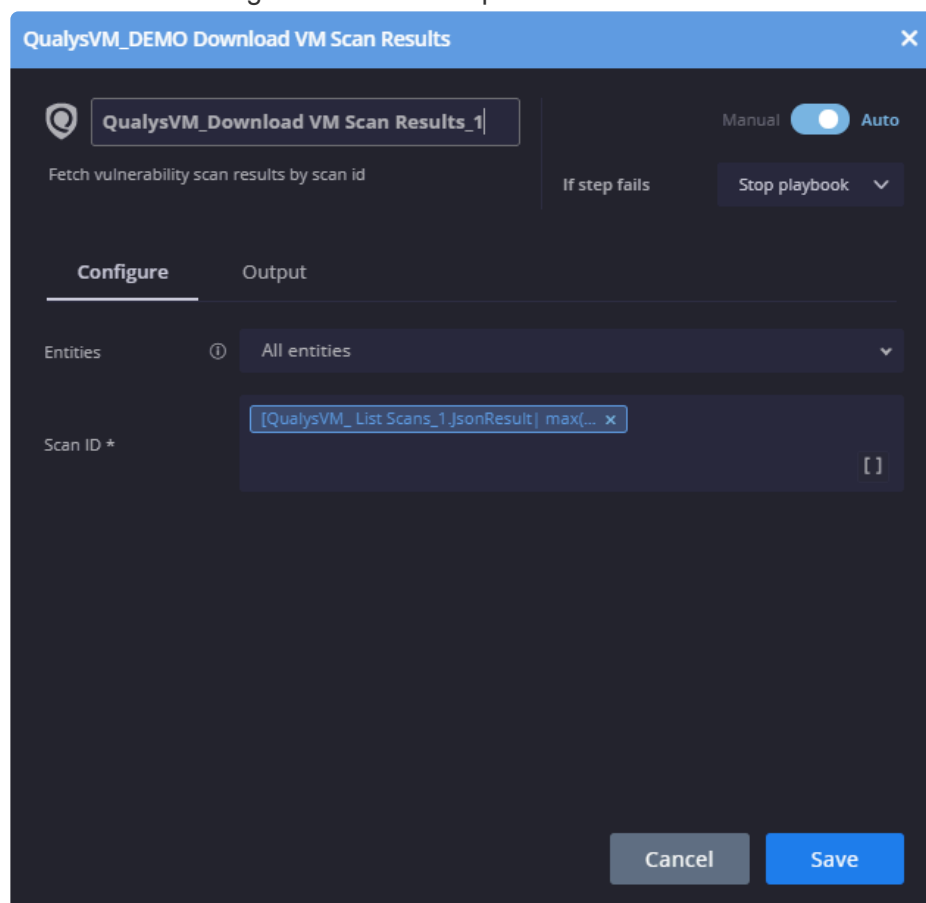 QualysVM_DEMO Download VM Scan Results ×
QualysVM_Download VM Scan Results_1
Manual Auto
Fetch vulnerability scan results by scan id
If step fails Stop playbook
Configure Output
Entities All entities
Scan ID * [QualysVM_ List Scans_1.JsonResult| max(... ×
[ ]
Cancel Save